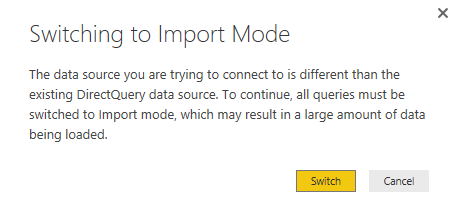 Switching to Import Mode
The data source you are trying to connect to is different than the
existing DirectQuery data source. To continue, all queries must be
switched to Import mode, which may result in a large amount of data
being loaded.
Switch Cancel